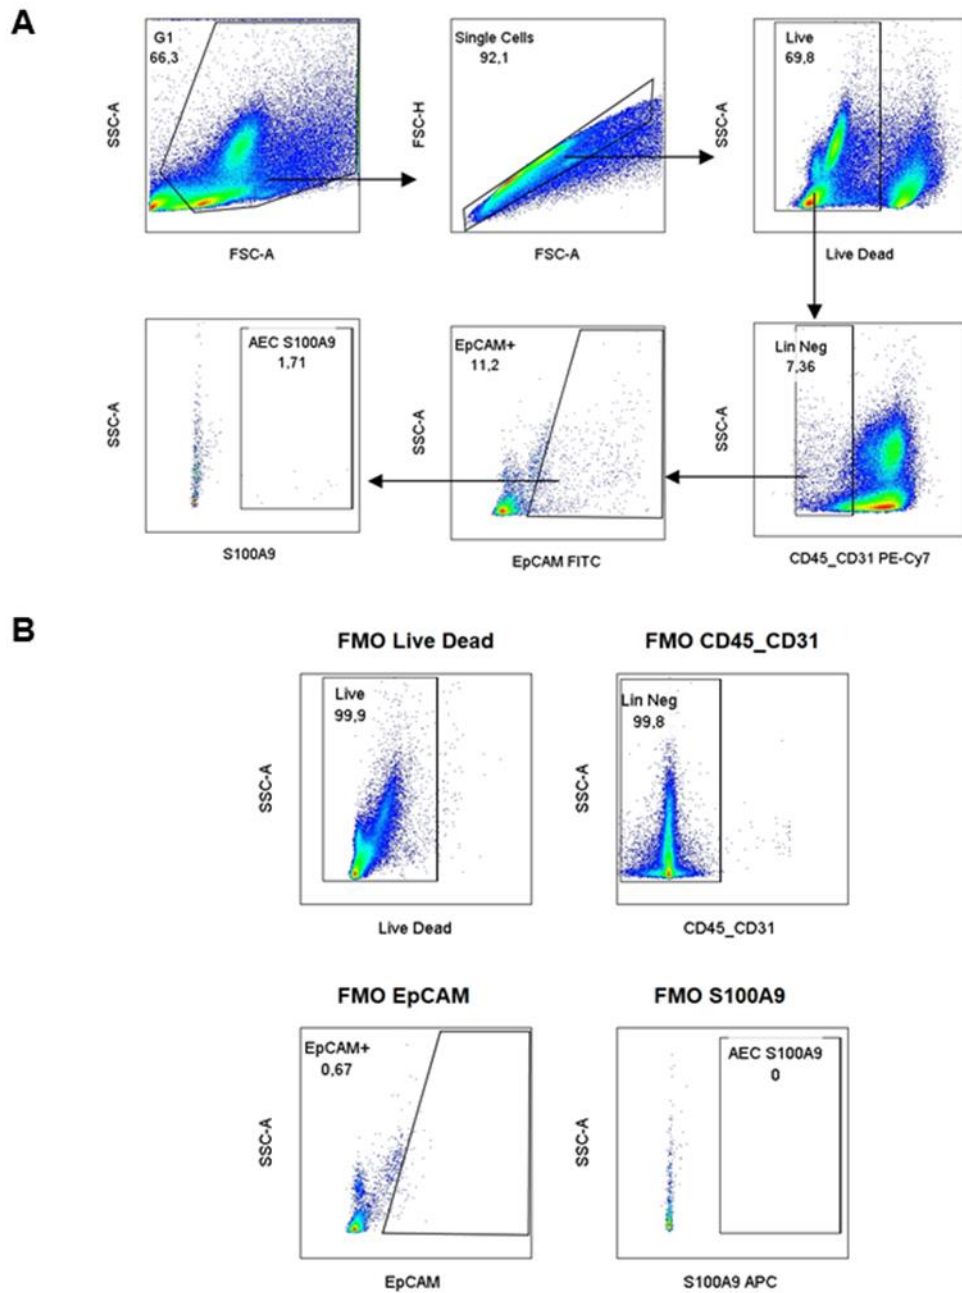 A
G1
66,3
SSC-A
FSC-A
Single Cells
92,1
FSC-H
FSC-A
Live
69,8
SSC-A
Live Dead
AEC S100A9
1,71
SSC-A
S100A9
EpCAM+
11,2
SSC-A
EpCAM FITC
Lin Neg
7,36
SSC-A
CD45_CD31 PE-Cy7
B
FMO Live Dead
Live
99,9
SSC-A
Live Dead
FMO CD45_CD31
Lin Neg
99,8
SSC-A
CD45_CD31
FMO EpCAM
EpCAM+
0,67
SSC-A
EpCAM
FMO S100A9
AEC S100A9
0
SSC-A
S100A9 APC